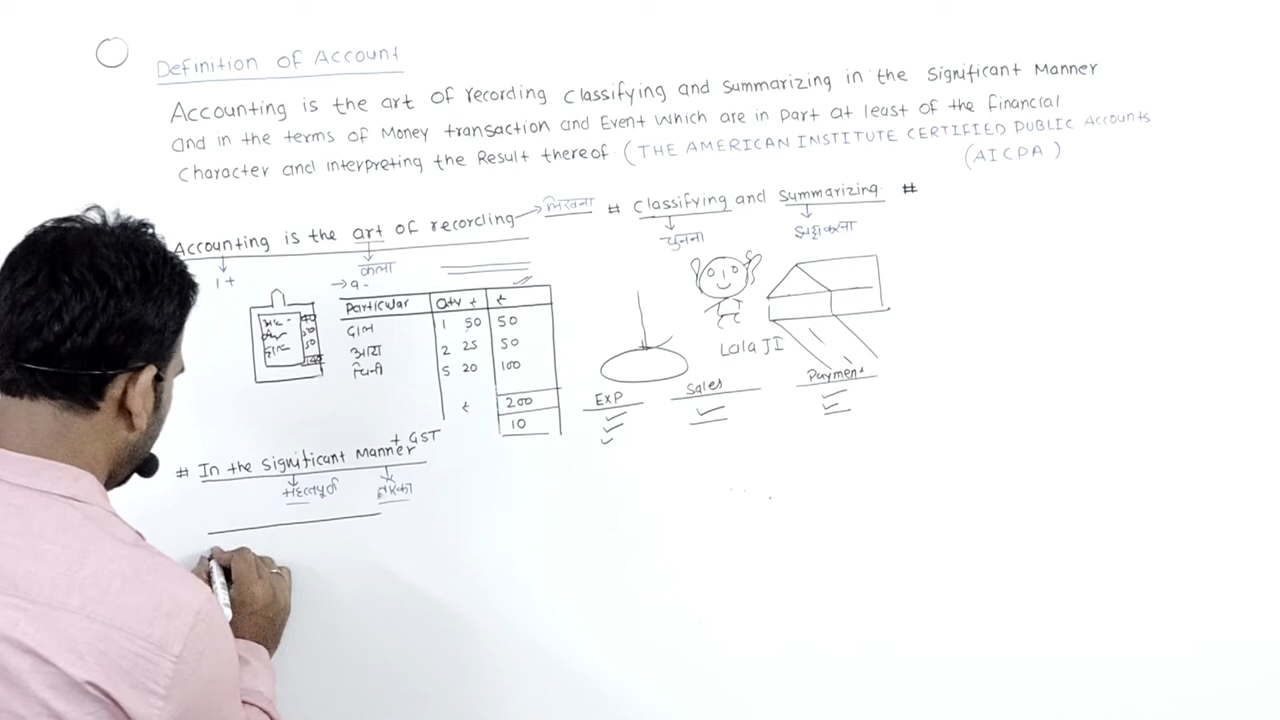 Definition of Account
Accounting is the art of recording classifying and summarizing in the significant Manner
and in the terms of Money transaction and Event which are in Part at least of the financial
character and interpreting the Result thereof (THE AMERICAN INSTITUTE CERTIFIED PUBLIC Accounts
(AICPA)
Accounting is the art of recording → लिखना # Classifying and summarizing #
कला
चुनना
Particular Qty ₹ ₹
दाल 1 50 50
आटा 2 25 50
चिनी 5 20 100
₹ 200
10
+ GST
Lala JI
Exp Sales Payment
# In the significant Manner
महत्वपूर्ण तरीका